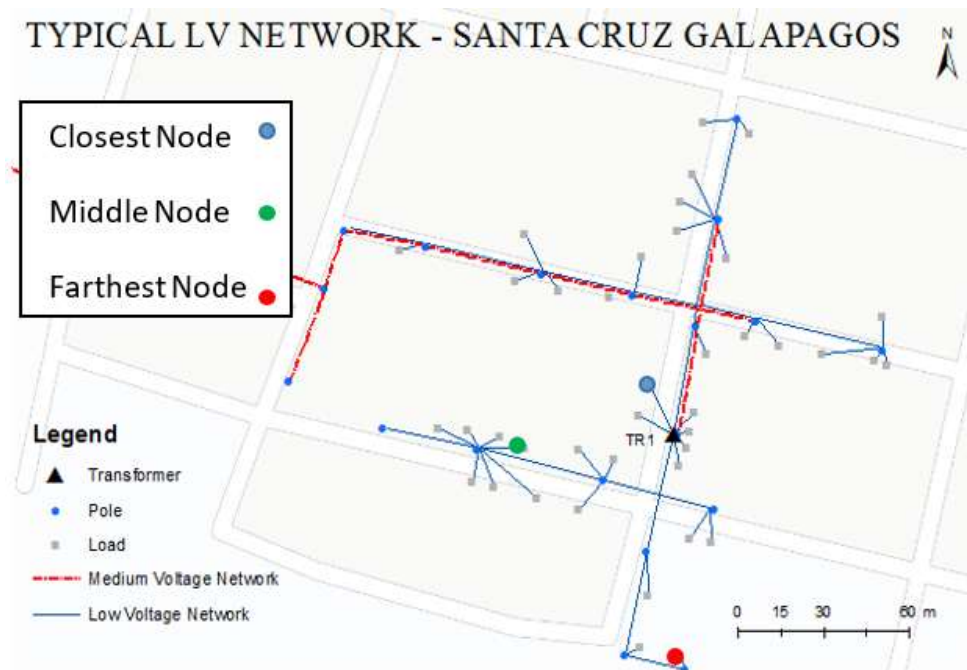 TYPICAL LV NETWORK - SANTA CRUZ GALAPAGOS
N
Closest Node
Middle Node
Farthest Node
TR1
Legend
Transformer
Pole
Load
Medium Voltage Network
Low Voltage Network
0 15 30 60 m